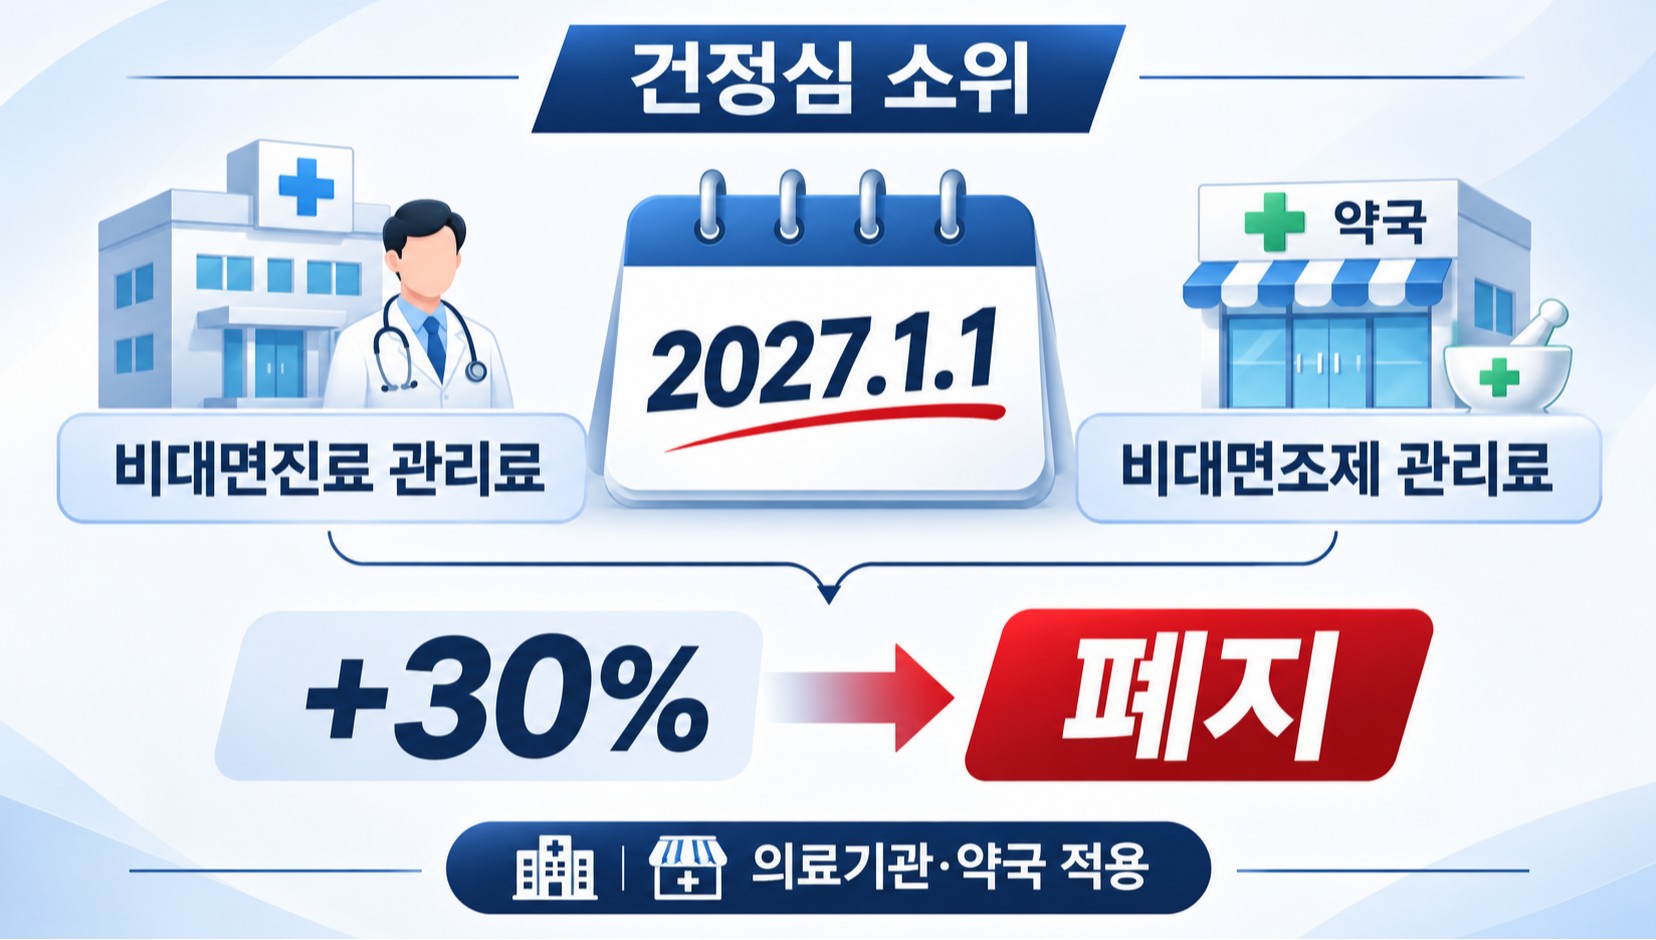 건정심 소위
약국
2027.1.1
비대면진료 관리료
비대면조제 관리료
+30%
폐지
의료기관·약국 적용